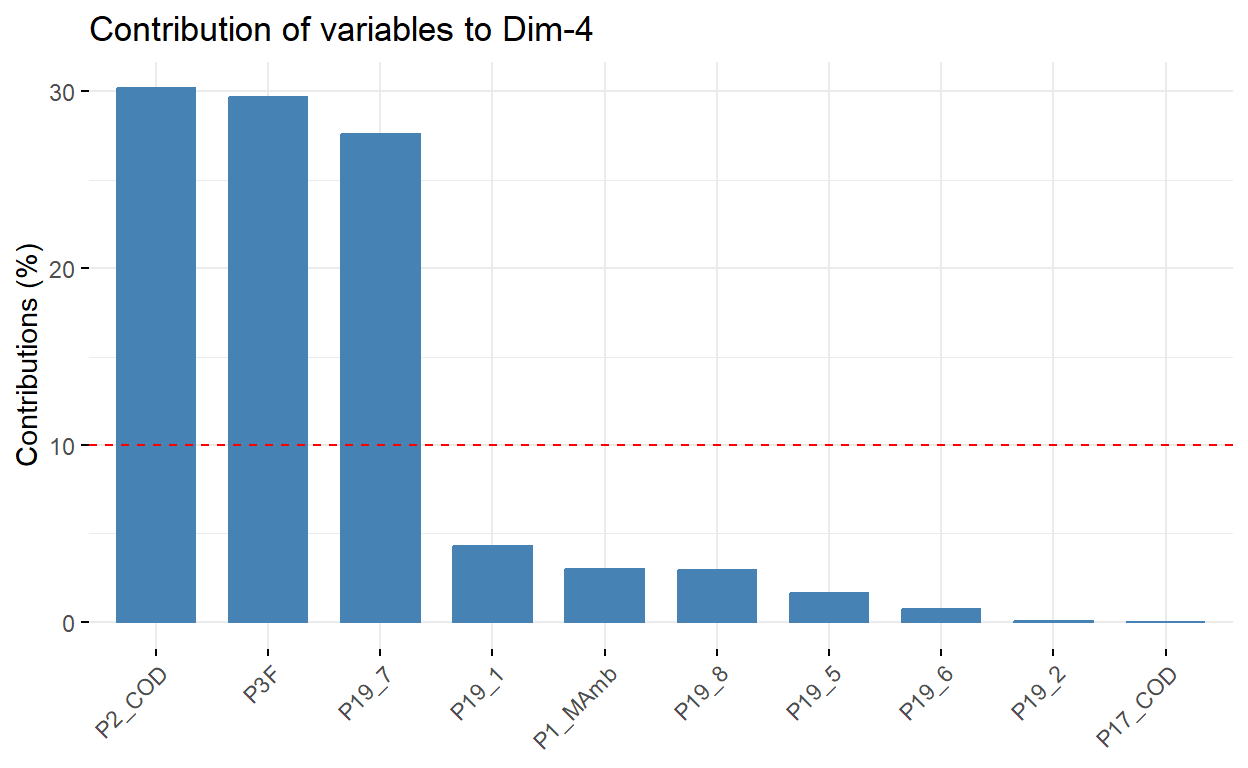 Contribution of variables to Dim-4
Contributions (%)
30
20
10
0
P2_COD
P3F
P19_7
P19_1
P1_MAmb
P19_8
P19_5
P19_6
P19_2
P17_COD